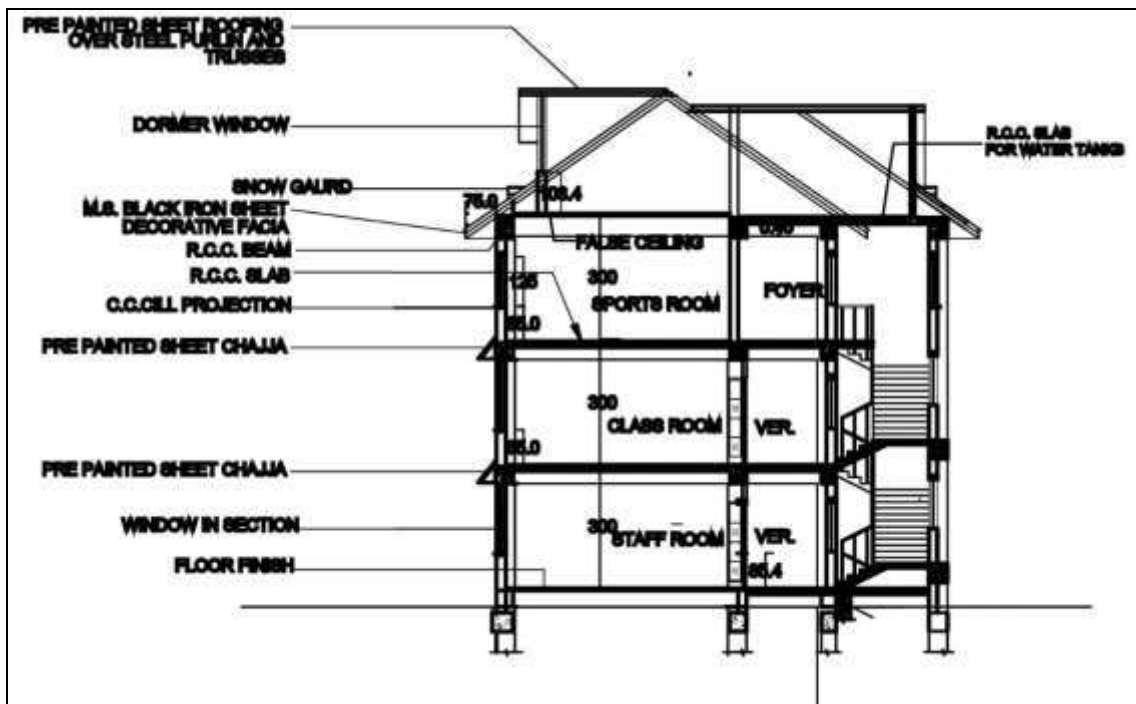 PRE PAINTED SHEET ROOFING
OVER STEEL PURLIN AND
TRUSSES
DORMER WINDOW
R.C.C. SLAB
FOR WATER TANKS
SNOW GAURD
75.0
103.4
M.S. BLACK IRON SHEET
DECORATIVE FACIA
R.C.C. BEAM
FALSE CEILING
R.C.C. SLAB
125
300
C.C.CILL PROJECTION
SPORTS ROOM
FOYER
PRE PAINTED SHEET CHAJJA
300
CLASS ROOM
VER.
PRE PAINTED SHEET CHAJJA
WINDOW IN SECTION
300
STAFF ROOM
VER.
FLOOR FINISH